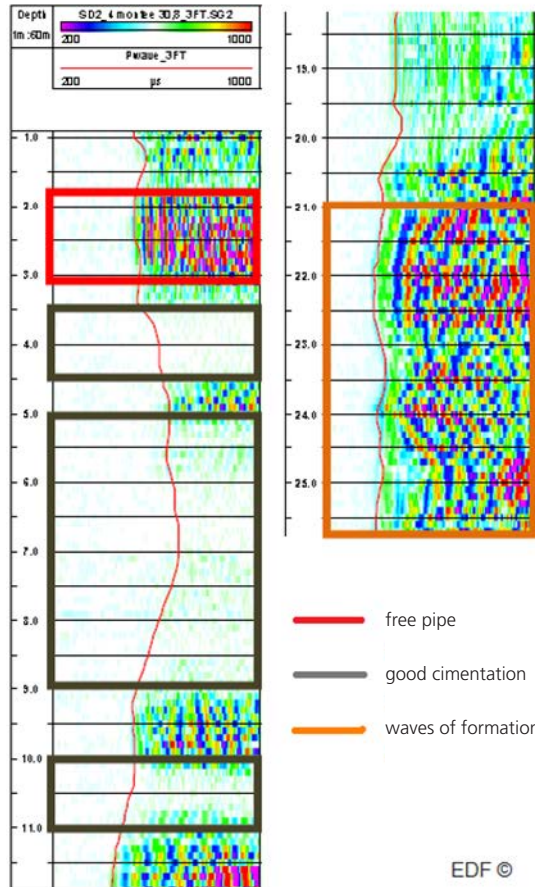 Depth
1m:60m
SD2_4 montee 30,8_3FT.SG2
200
1000
Pwave_3FT
200
µs
1000
1.0
2.0
3.0
4.0
5.0
6.0
7.0
8.0
9.0
10.0
11.0
19.0
20.0
21.0
22.0
23.0
24.0
25.0
free pipe
good cimentation
waves of formation
EDF ©